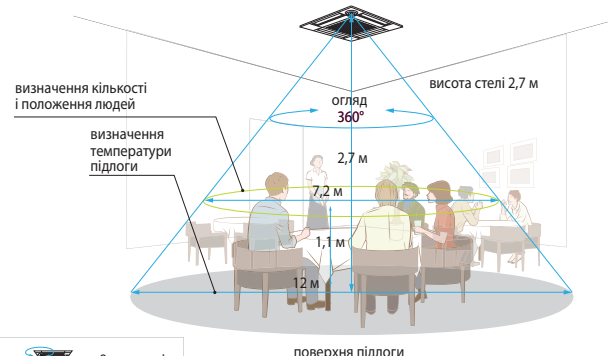 висота стелі 2,7 м
визначення кількості
і положення людей
огляд
360°
визначення
температури
підлоги
2,7 м
7,2 м
1,1 м
12 м
поверхня підлоги